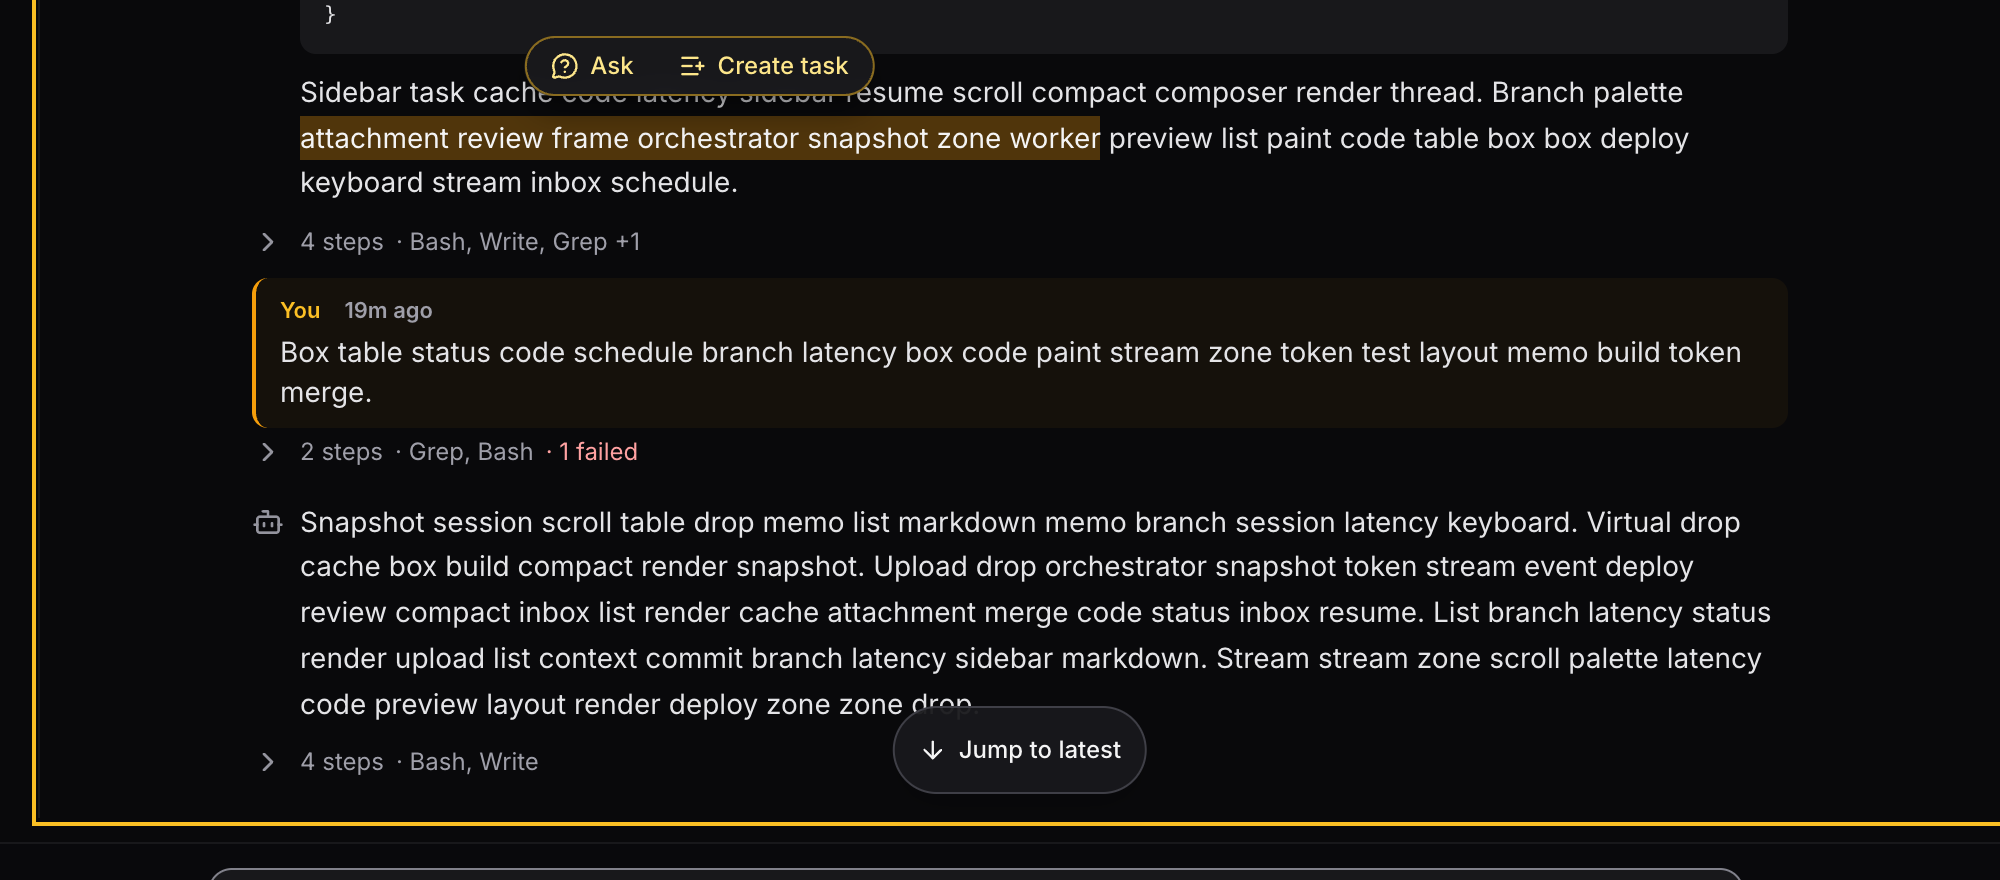 }
Ask Create task
Sidebar task cache code latency sidebar resume scroll compact composer render thread. Branch palette
attachment review frame orchestrator snapshot zone worker preview list paint code table box box deploy
keyboard stream inbox schedule.
4 steps · Bash, Write, Grep +1
You 19m ago
Box table status code schedule branch latency box code paint stream zone token test layout memo build token
merge.
2 steps · Grep, Bash · 1 failed
Snapshot session scroll table drop memo list markdown memo branch session latency keyboard. Virtual drop
cache box build compact render snapshot. Upload drop orchestrator snapshot token stream event deploy
review compact inbox list render cache attachment merge code status inbox resume. List branch latency status
render upload list context commit branch latency sidebar markdown. Stream stream zone scroll palette latency
code preview layout render deploy zone zone drop.
Jump to latest
4 steps · Bash, Write